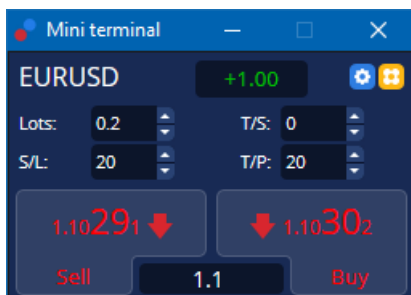 Mini terminal
EURUSD +1.00
Lots: 0.2 T/S: 0
S/L: 20 T/P: 20
1.10291 1.10302
Sell 1.1 Buy